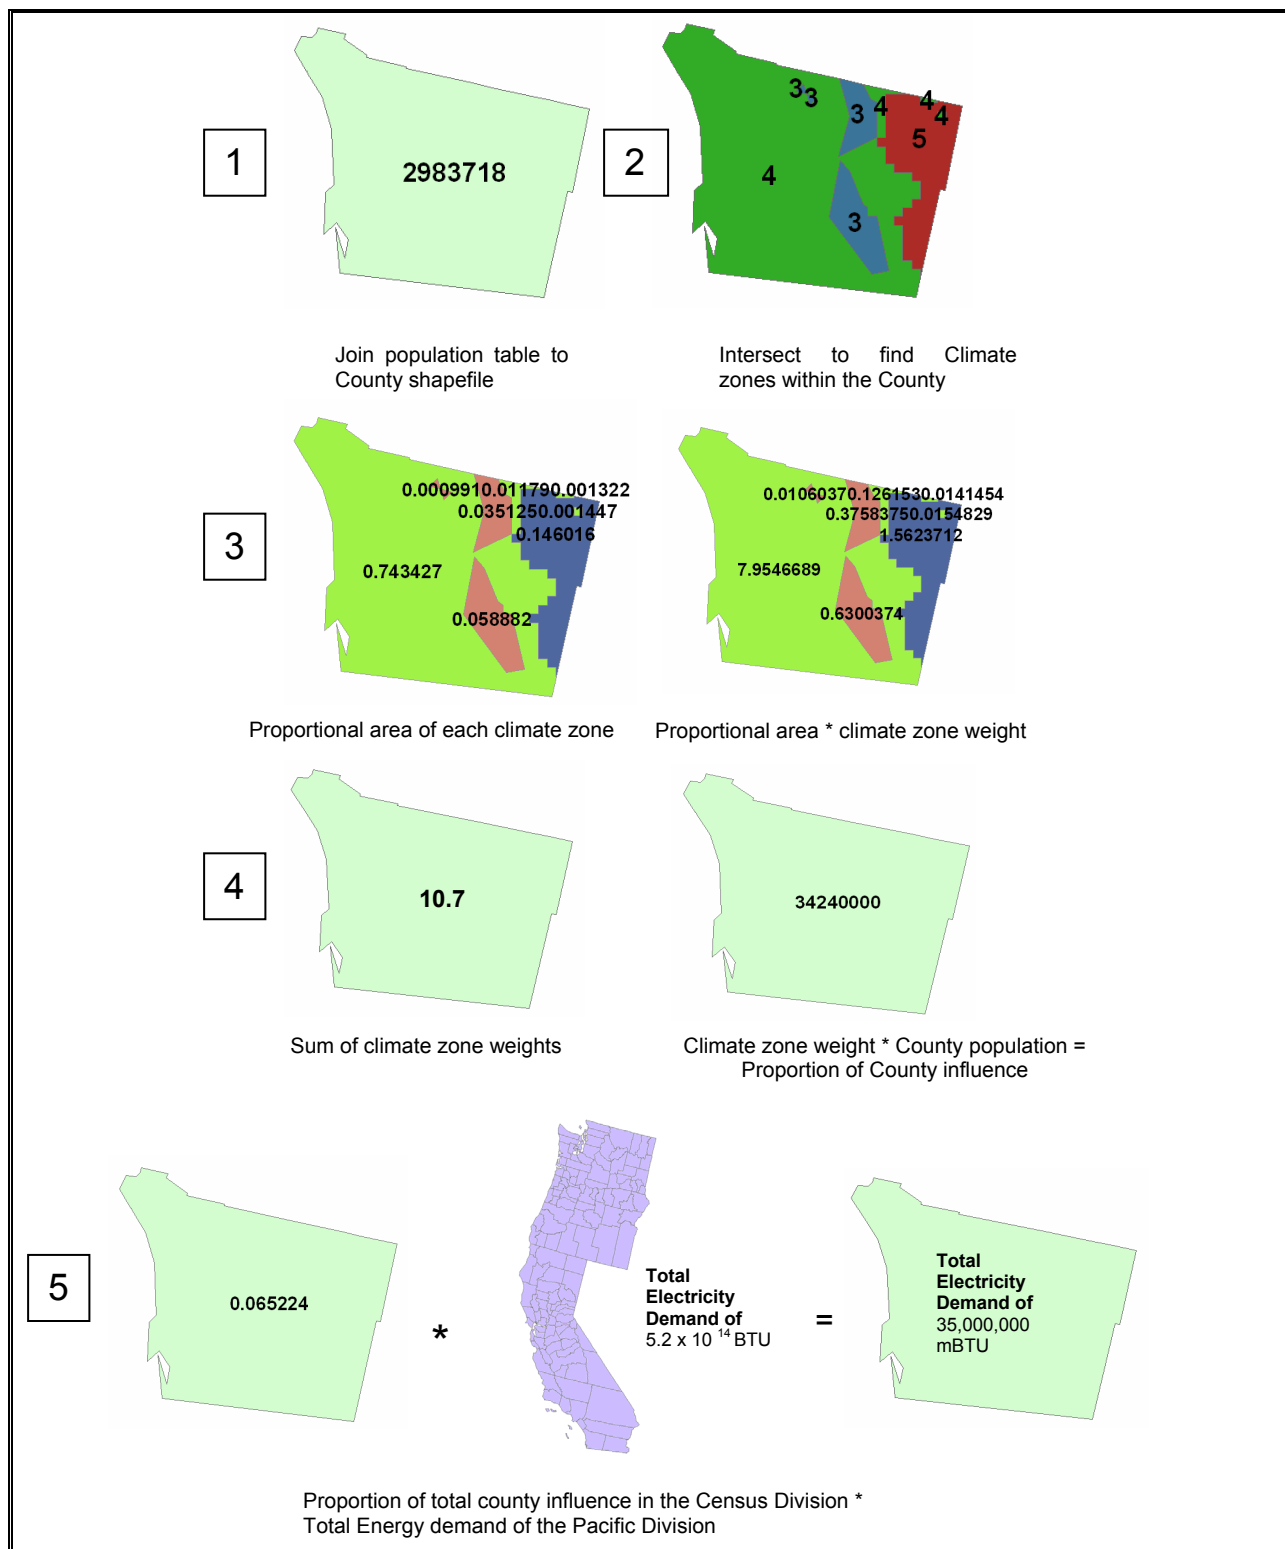 1
2983718
2
3
3
3
4
4
4
5
4
3
Join population table to
County shapefile
Intersect to find Climate
zones within the County
3
0.0009910.011790.001322
0.0351250.001447
0.146016
0.743427
0.058882
0.01060370.1261530.0141454
0.37583750.0154829
1.5623712
7.9546689
0.6300374
Proportional area of each climate zone
Proportional area * climate zone weight
4
10.7
34240000
Sum of climate zone weights
Climate zone weight * County population =
Proportion of County influence
5
0.065224
*
Total
Electricity
Demand of
5.2 x 10 14 BTU
=
Total
Electricity
Demand of
35,000,000
mBTU
Proportion of total county influence in the Census Division *
Total Energy demand of the Pacific Division